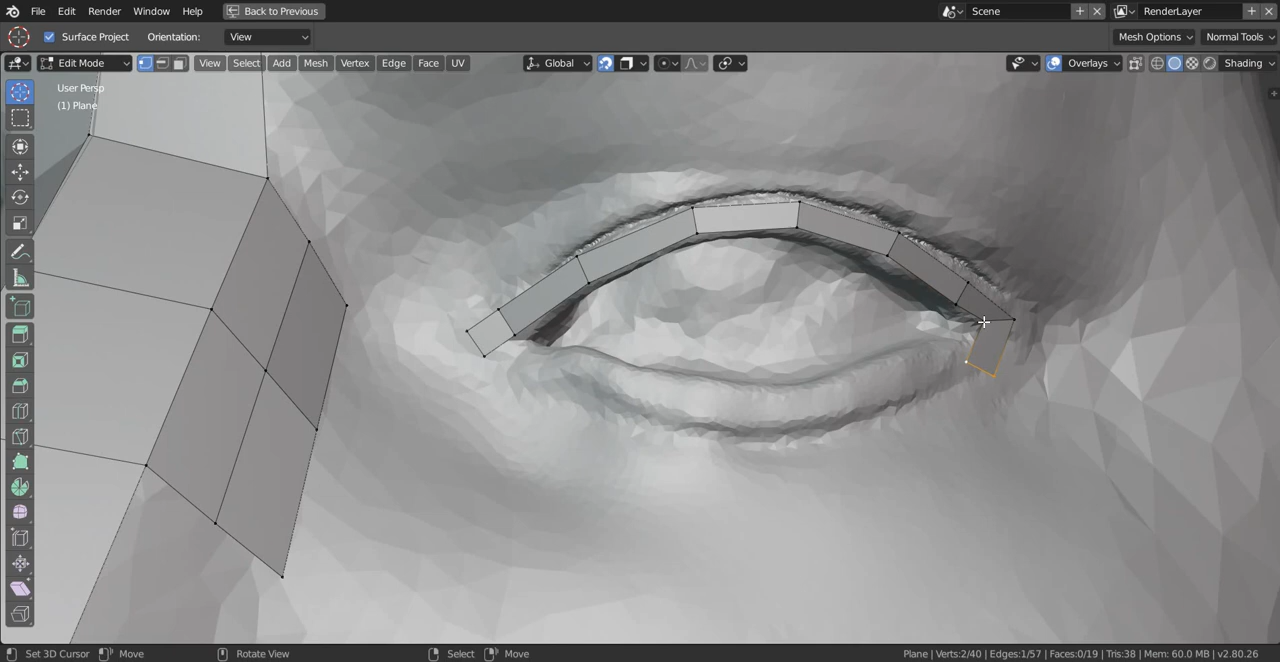 File Edit Render Window Help Back to Previous Scene RenderLayer
Surface Project Orientation: View Mesh Options Normal Tools
Edit Mode View Select Add Mesh Vertex Edge Face UV Global Overlays Shading
User Persp
(1) Plane
Set 3D Cursor Move Rotate View Select Move Plane | Verts:2/40 | Edges:1/57 | Faces:0/19 | Tris:38 | Mem: 60.0 MB | v2.80.26